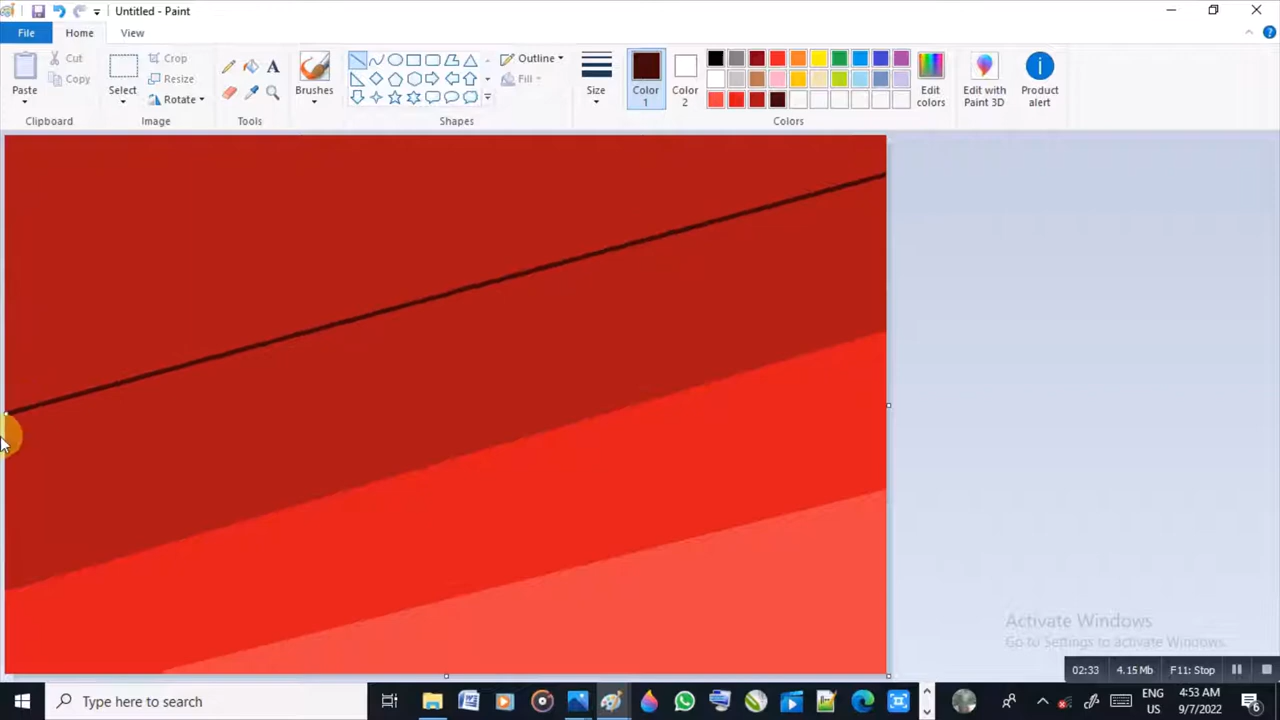 Untitled - Paint
File Home View
Paste
Cut
Copy
Clipboard
Select
Crop
Resize
Rotate
Image
Tools
Brushes
Outline
Fill
Shapes
Size
Color 1
Color 2
Colors
Edit colors
Edit with Paint 3D
Product alert
Activate Windows
Go to Settings to activate Windows.
02:33 4.15 Mb F11: Stop
Type here to search
ENG
US
4:53 AM
9/7/2022
6